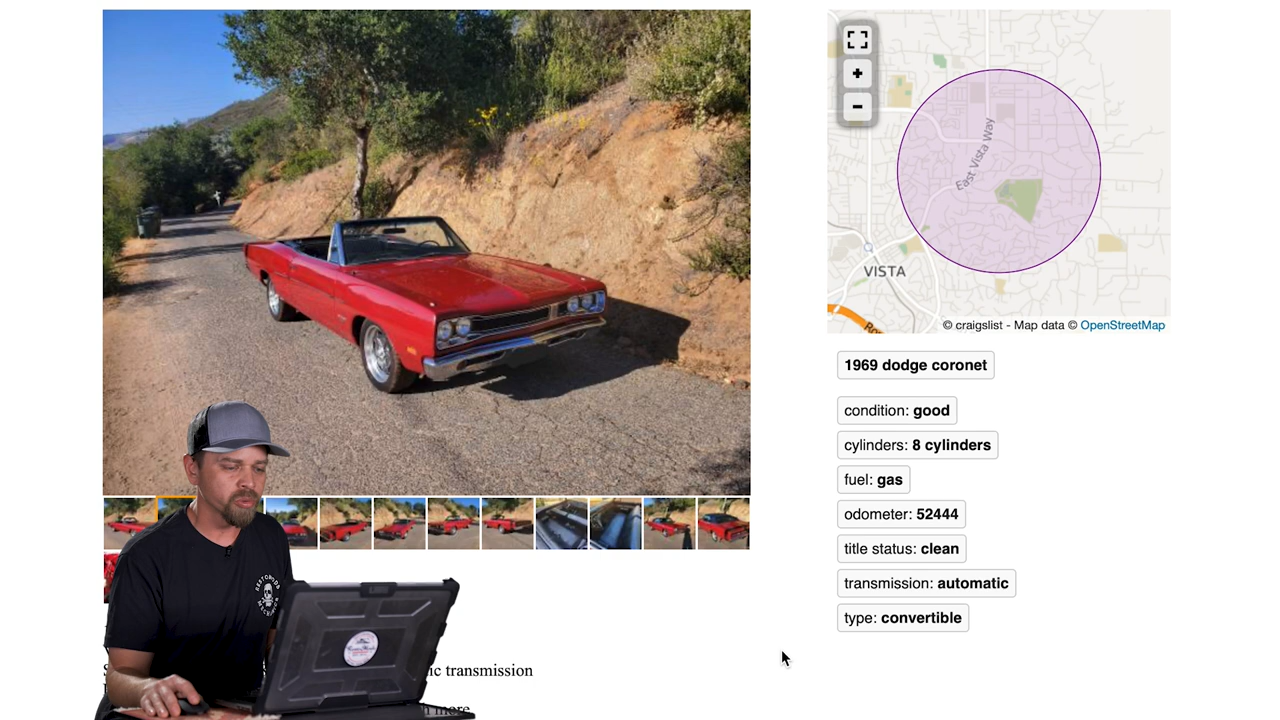 +
−
East Vista Way
VISTA
© craigslist - Map data © OpenStreetMap
1969 dodge coronet
condition: good
cylinders: 8 cylinders
fuel: gas
odometer: 52444
title status: clean
transmission: automatic
type: convertible
transmission
more